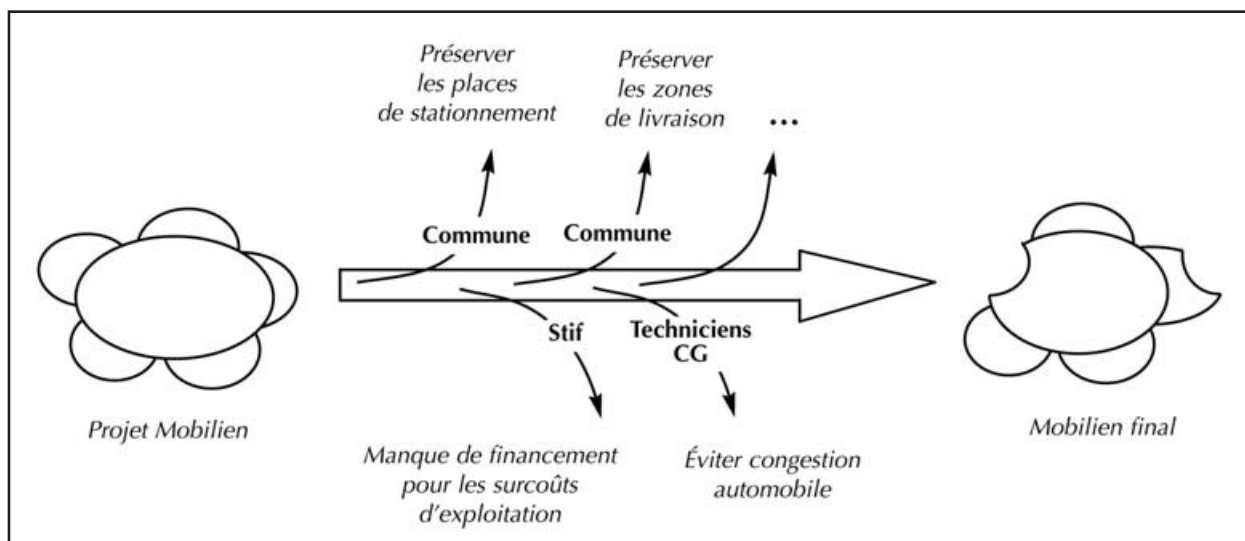 Préserver
les places
de stationnement
Préserver
les zones
de livraison
...
Commune
Commune
Stif
Techniciens
CG
Projet Mobilien
Mobilien final
Manque de financement
pour les surcoûts
d'exploitation
Éviter congestion
automobile